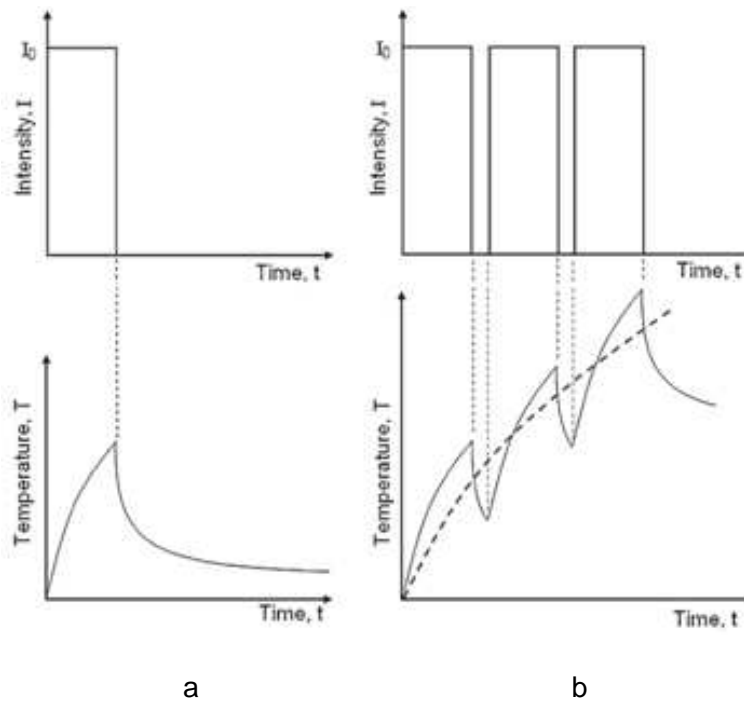 I₀
Intensity, I
Time, t
Temperature, T
Time, t
a
I₀
Intensity, I
Time, t
Temperature, T
Time, t
b